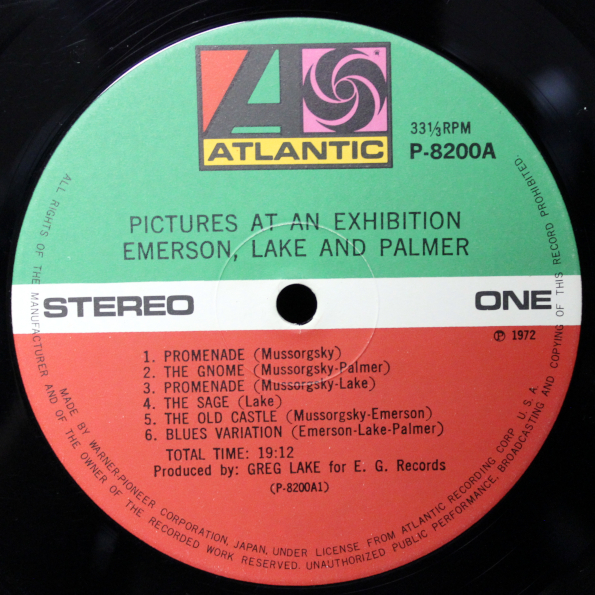 ATLANTIC
33 1/3 RPM
P-8200A
PICTURES AT AN EXHIBITION
EMERSON, LAKE AND PALMER
STEREO
ONE
℗ 1972
1. PROMENADE (Mussorgsky)
2. THE GNOME (Mussorgsky-Palmer)
3. PROMENADE (Mussorgsky-Lake)
4. THE SAGE (Lake)
5. THE OLD CASTLE (Mussorgsky-Emerson)
6. BLUES VARIATION (Emerson-Lake-Palmer)
TOTAL TIME: 19:12
Produced by: GREG LAKE for E. G. Records
(P-8200A1)
MADE BY WARNER-PIONEER CORPORATION, JAPAN, UNDER LICENSE FROM ATLANTIC RECORDING CORP. U. S. A.
ALL RIGHTS OF THE MANUFACTURER AND OF THE OWNER OF THE RECORDED WORK RESERVED. UNAUTHORIZED PUBLIC PERFORMANCE, BROADCASTING AND COPYING OF THIS RECORD PROHIBITED.